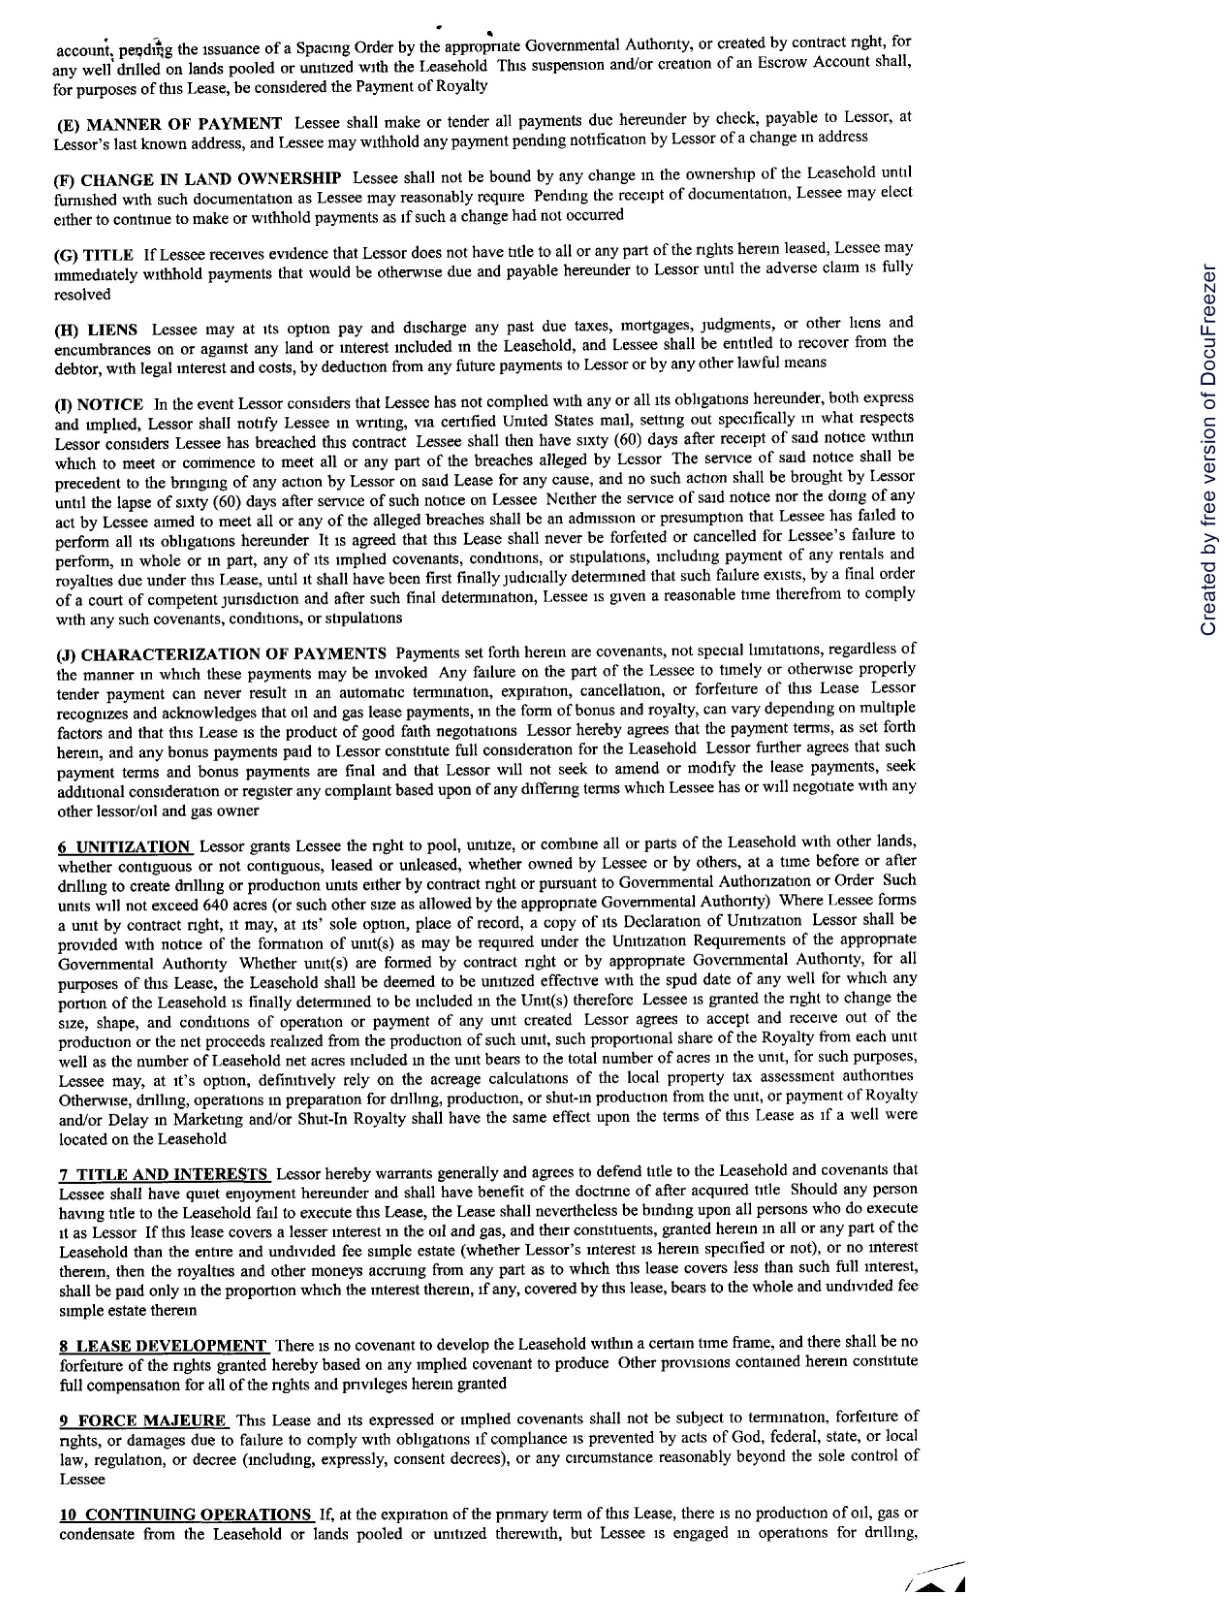 account, pending the issuance of a Spacing Order by the appropriate Governmental Authority, or created by contract right, for
any well drilled on lands pooled or unitized with the Leasehold This suspension and/or creation of an Escrow Account shall,
for purposes of this Lease, be considered the Payment of Royalty
(E) MANNER OF PAYMENT Lessee shall make or tender all payments due hereunder by check, payable to Lessor, at
Lessor's last known address, and Lessee may withhold any payment pending notification by Lessor of a change in address
(F) CHANGE IN LAND OWNERSHIP Lessee shall not be bound by any change in the ownership of the Leasehold until
furnished with such documentation as Lessee may reasonably require Pending the receipt of documentation, Lessee may elect
either to continue to make or withhold payments as if such a change had not occurred
(G) TITLE If Lessee receives evidence that Lessor does not have title to all or any part of the rights herein leased, Lessee may
immediately withhold payments that would be otherwise due and payable hereunder to Lessor until the adverse claim is fully
resolved
(H) LIENS Lessee may at its option pay and discharge any past due taxes, mortgages, judgments, or other liens and
encumbrances on or against any land or interest included in the Leasehold, and Lessee shall be entitled to recover from the
debtor, with legal interest and costs, by deduction from any future payments to Lessor or by any other lawful means
(I) NOTICE In the event Lessor considers that Lessee has not complied with any or all its obligations hereunder, both express
and implied, Lessor shall notify Lessee in writing, via certified United States mail, setting out specifically in what respects
Lessor considers Lessee has breached this contract Lessee shall then have sixty (60) days after receipt of said notice within
which to meet or commence to meet all or any part of the breaches alleged by Lessor The service of said notice shall be
precedent to the bringing of any action by Lessor on said Lease for any cause, and no such action shall be brought by Lessor
until the lapse of sixty (60) days after service of such notice on Lessee Neither the service of said notice nor the doing of any
act by Lessee aimed to meet all or any of the alleged breaches shall be an admission or presumption that Lessee has failed to
perform all its obligations hereunder It is agreed that this Lease shall never be forfeited or cancelled for Lessee's failure to
perform, in whole or in part, any of its implied covenants, conditions, or stipulations, including payment of any rentals and
royalties due under this Lease, until it shall have been first finally judicially determined that such failure exists, by a final order
of a court of competent jurisdiction and after such final determination, Lessee is given a reasonable time therefrom to comply
with any such covenants, conditions, or stipulations
(J) CHARACTERIZATION OF PAYMENTS Payments set forth herein are covenants, not special limitations, regardless of
the manner in which these payments may be invoked Any failure on the part of the Lessee to timely or otherwise properly
tender payment can never result in an automatic termination, expiration, cancellation, or forfeiture of this Lease Lessor
recognizes and acknowledges that oil and gas lease payments, in the form of bonus and royalty, can vary depending on multiple
factors and that this Lease is the product of good faith negotiations Lessor hereby agrees that the payment terms, as set forth
herein, and any bonus payments paid to Lessor constitute full consideration for the Leasehold Lessor further agrees that such
payment terms and bonus payments are final and that Lessor will not seek to amend or modify the lease payments, seek
additional consideration or register any complaint based upon of any differing terms which Lessee has or will negotiate with any
other lessor/oil and gas owner
6 UNITIZATION Lessor grants Lessee the right to pool, unitize, or combine all or parts of the Leasehold with other lands,
whether contiguous or not contiguous, leased or unleased, whether owned by Lessee or by others, at a time before or after
drilling to create drilling or production units either by contract right or pursuant to Governmental Authorization or Order Such
units will not exceed 640 acres (or such other size as allowed by the appropriate Governmental Authority) Where Lessee forms
a unit by contract right, it may, at its' sole option, place of record, a copy of its Declaration of Unitization Lessor shall be
provided with notice of the formation of unit(s) as may be required under the Unitization Requirements of the appropriate
Governmental Authority Whether unit(s) are formed by contract right or by appropriate Governmental Authority, for all
purposes of this Lease, the Leasehold shall be deemed to be unitized effective with the spud date of any well for which any
portion of the Leasehold is finally determined to be included in the Unit(s) therefore Lessee is granted the right to change the
size, shape, and conditions of operation or payment of any unit created Lessor agrees to accept and receive out of the
production or the net proceeds realized from the production of such unit, such proportional share of the Royalty from each unit
well as the number of Leasehold net acres included in the unit bears to the total number of acres in the unit, for such purposes,
Lessee may, at it's option, definitively rely on the acreage calculations of the local property tax assessment authorities
Otherwise, drilling, operations in preparation for drilling, production, or shut-in production from the unit, or payment of Royalty
and/or Delay in Marketing and/or Shut-In Royalty shall have the same effect upon the terms of this Lease as if a well were
located on the Leasehold
7 TITLE AND INTERESTS Lessor hereby warrants generally and agrees to defend title to the Leasehold and covenants that
Lessee shall have quiet enjoyment hereunder and shall have benefit of the doctrine of after acquired title Should any person
having title to the Leasehold fail to execute this Lease, the Lease shall nevertheless be binding upon all persons who do execute
it as Lessor If this lease covers a lesser interest in the oil and gas, and their constituents, granted herein in all or any part of the
Leasehold than the entire and undivided fee simple estate (whether Lessor's interest is herein specified or not), or no interest
therein, then the royalties and other moneys accruing from any part as to which this lease covers less than such full interest,
shall be paid only in the proportion which the interest therein, if any, covered by this lease, bears to the whole and undivided fee
simple estate therein
8 LEASE DEVELOPMENT There is no covenant to develop the Leasehold within a certain time frame, and there shall be no
forfeiture of the rights granted hereby based on any implied covenant to produce Other provisions contained herein constitute
full compensation for all of the rights and privileges herein granted
9 FORCE MAJEURE This Lease and its expressed or implied covenants shall not be subject to termination, forfeiture of
rights, or damages due to failure to comply with obligations if compliance is prevented by acts of God, federal, state, or local
law, regulation, or decree (including, expressly, consent decrees), or any circumstance reasonably beyond the sole control of
Lessee
10 CONTINUING OPERATIONS If, at the expiration of the primary term of this Lease, there is no production of oil, gas or
condensate from the Leasehold or lands pooled or unitized therewith, but Lessee is engaged in operations for drilling,
Created by free version of DocuFreezer